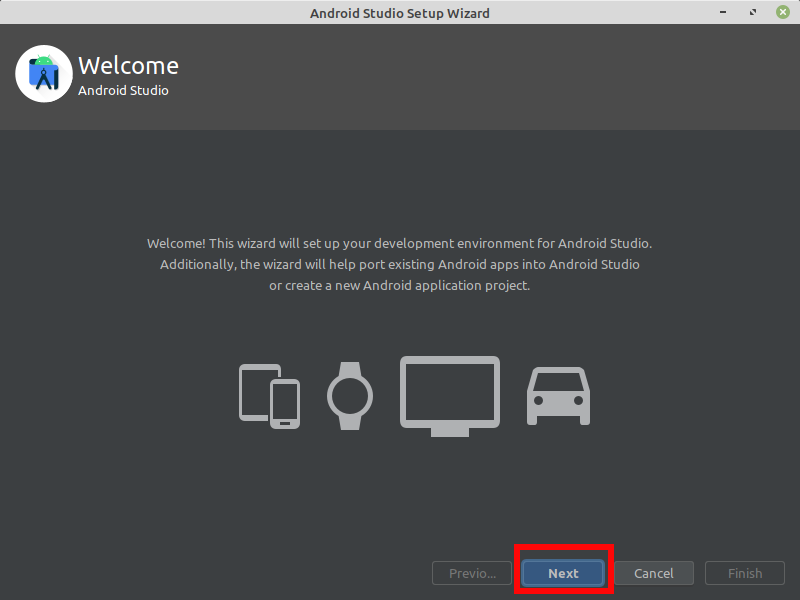 Android Studio Setup Wizard
Welcome
Android Studio
Welcome! This wizard will set up your development environment for Android Studio.
Additionally, the wizard will help port existing Android apps into Android Studio
or create a new Android application project.
Previo... Next Cancel Finish